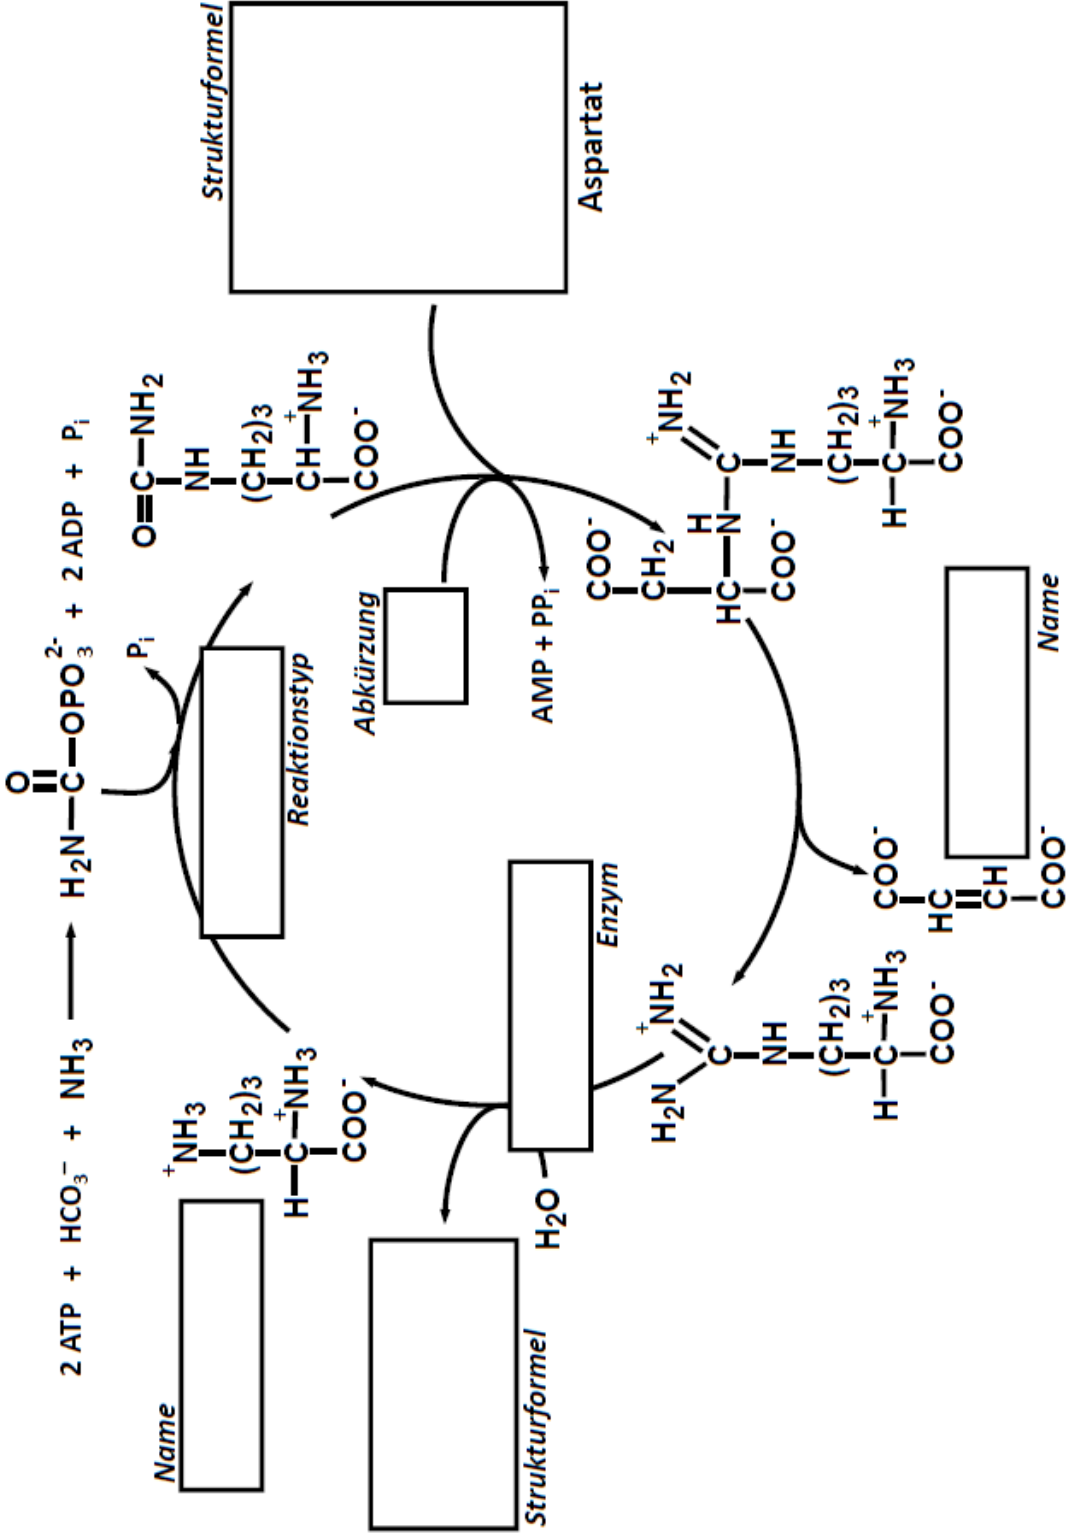 2 ATP + HCO3⁻ + NH3
O
H2N—C—OPO3²⁻ + 2 ADP + Pi
Pi
Name
⁺NH3
(CH2)3
H—C—⁺NH3
COO⁻
Reaktionstyp
O=C—NH2
NH
(CH2)3
CH—⁺NH3
COO⁻
Strukturformel
Aspartat
Abkürzung
AMP + PPi
Strukturformel
H2O
Enzym
COO⁻
CH2
HC—N—C
H
⁺NH2
COO⁻
NH
(CH2)3
H—C—⁺NH3
COO⁻
H2N
⁺NH2
C
NH
(CH2)3
H—C—⁺NH3
COO⁻
COO⁻
HC
CH
COO⁻
Name